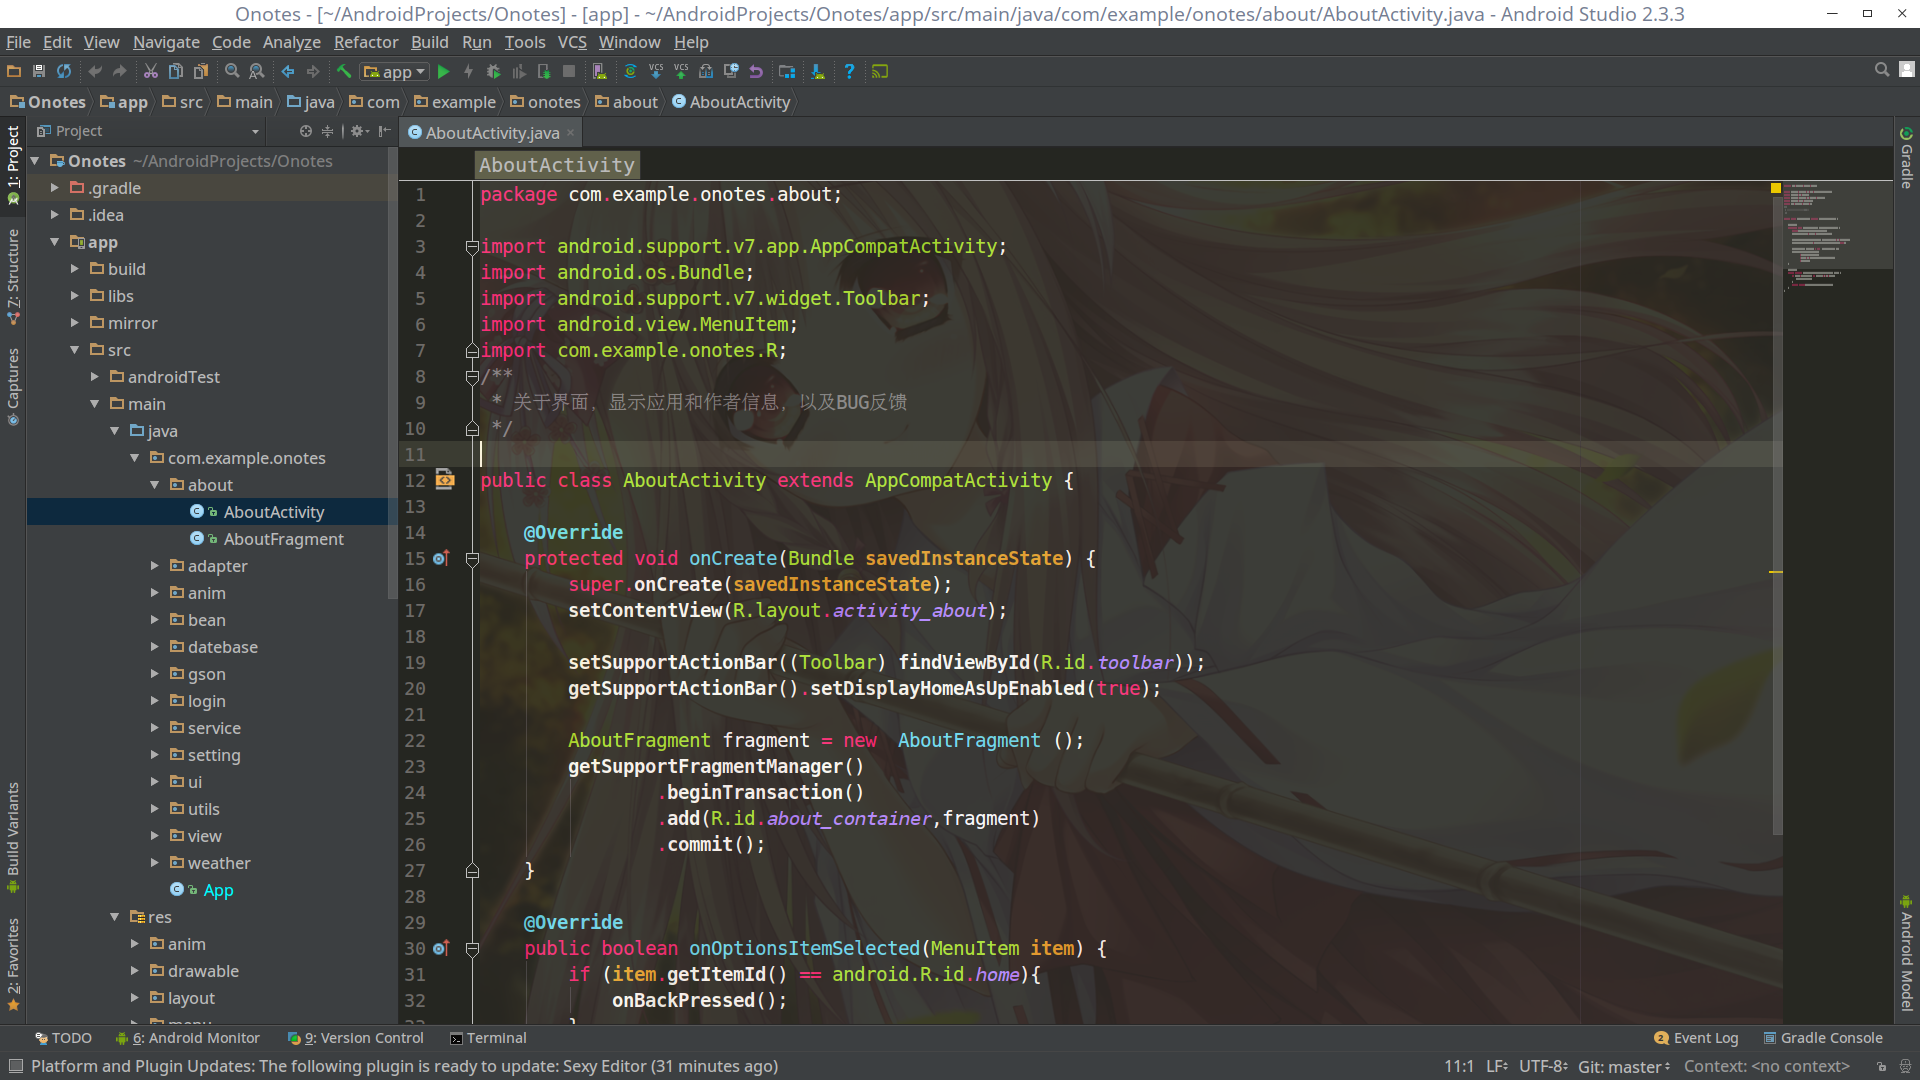 Onotes - [~/AndroidProjects/Onotes] - [app] - ~/AndroidProjects/Onotes/app/src/main/java/com/example/onotes/about/AboutActivity.java - Android Studio 2.3.3
File Edit View Navigate Code Analyze Refactor Build Run Tools VCS Window Help
app
Onotes app src main java com example onotes about AboutActivity
1: Project
7: Structure
Captures
Build Variants
2: Favorites
Project
Onotes ~/AndroidProjects/Onotes
.gradle
.idea
app
build
libs
mirror
src
androidTest
main
java
com.example.onotes
about
AboutActivity
AboutFragment
adapter
anim
bean
datebase
gson
login
service
setting
ui
utils
view
weather
App
res
anim
drawable
layout
menu
AboutActivity.java
AboutActivity
1 package com.example.onotes.about;
2
3 import android.support.v7.app.AppCompatActivity;
4 import android.os.Bundle;
5 import android.support.v7.widget.Toolbar;
6 import android.view.MenuItem;
7 import com.example.onotes.R;
8 /**
9 * 关于界面，显示应用和作者信息，以及BUG反馈
10 */
11
12 public class AboutActivity extends AppCompatActivity {
13
14 @Override
15 protected void onCreate(Bundle savedInstanceState) {
16 super.onCreate(savedInstanceState);
17 setContentView(R.layout.activity_about);
18
19 setSupportActionBar((Toolbar) findViewById(R.id.toolbar));
20 getSupportActionBar().setDisplayHomeAsUpEnabled(true);
21
22 AboutFragment fragment = new  AboutFragment ();
23 getSupportFragmentManager()
24 .beginTransaction()
25 .add(R.id.about_container,fragment)
26 .commit();
27 }
28
29 @Override
30 public boolean onOptionsItemSelected(MenuItem item) {
31 if (item.getItemId() == android.R.id.home){
32 onBackPressed();
33 }
Gradle
Android Model
TODO 6: Android Monitor 9: Version Control Terminal 2 Event Log Gradle Console
Platform and Plugin Updates: The following plugin is ready to update: Sexy Editor (31 minutes ago) 11:1 LF UTF-8 Git: master Context: <no context>